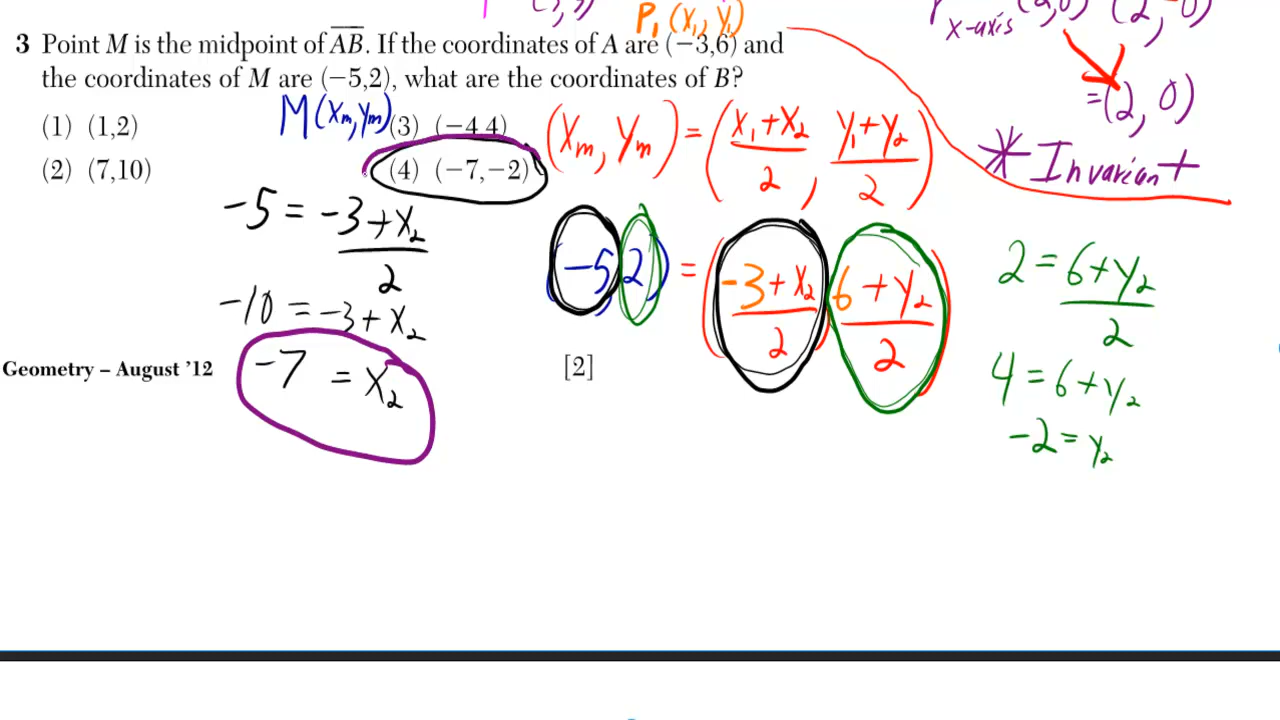 P₁ (X₁, Y₁)
x-axis
3 Point M is the midpoint of AB. If the coordinates of A are (−3,6) and
the coordinates of M are (−5,2), what are the coordinates of B?
=(2, 0)
M(Xm, Ym)
(1) (1,2)
(3) (−4 4)
(2) (7,10)
(4) (−7,−2)
(Xm, Ym) = (X₁+X₂/2, Y₁+Y₂/2)
* Invariant
-5 = -3+X₂/2
-10 = -3+X₂
-7 = X₂
(-5, 2) = (-3+X₂/2, 6+Y₂/2)
2 = 6+Y₂/2
4 = 6+Y₂
-2 = Y₂
Geometry – August ’12
[2]